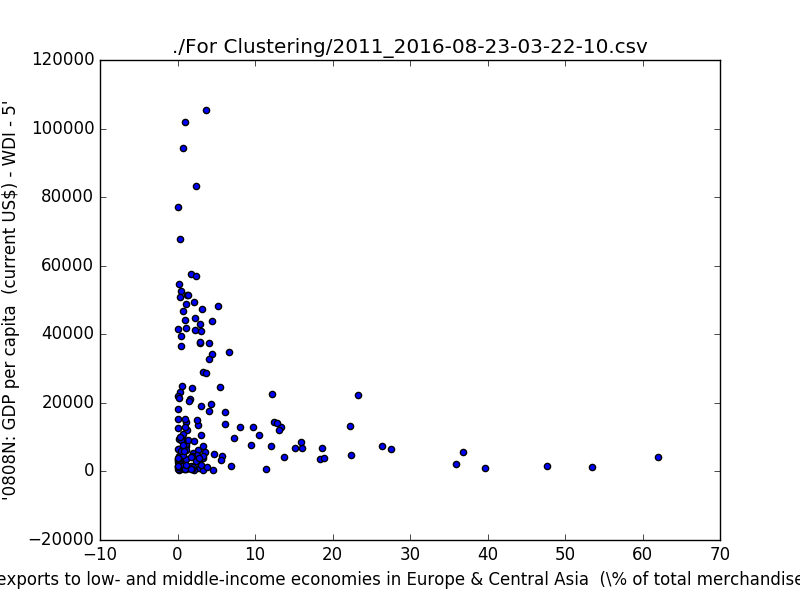 ./For Clustering/2011_2016-08-23-03-22-10.csv
120000
100000
80000
60000
40000
20000
0
−20000
'0808N: GDP per capita  (current US$) - WDI - 5'
−10 0 10 20 30 40 50 60 70
exports to low- and middle-income economies in Europe & Central Asia  (\% of total merchandise